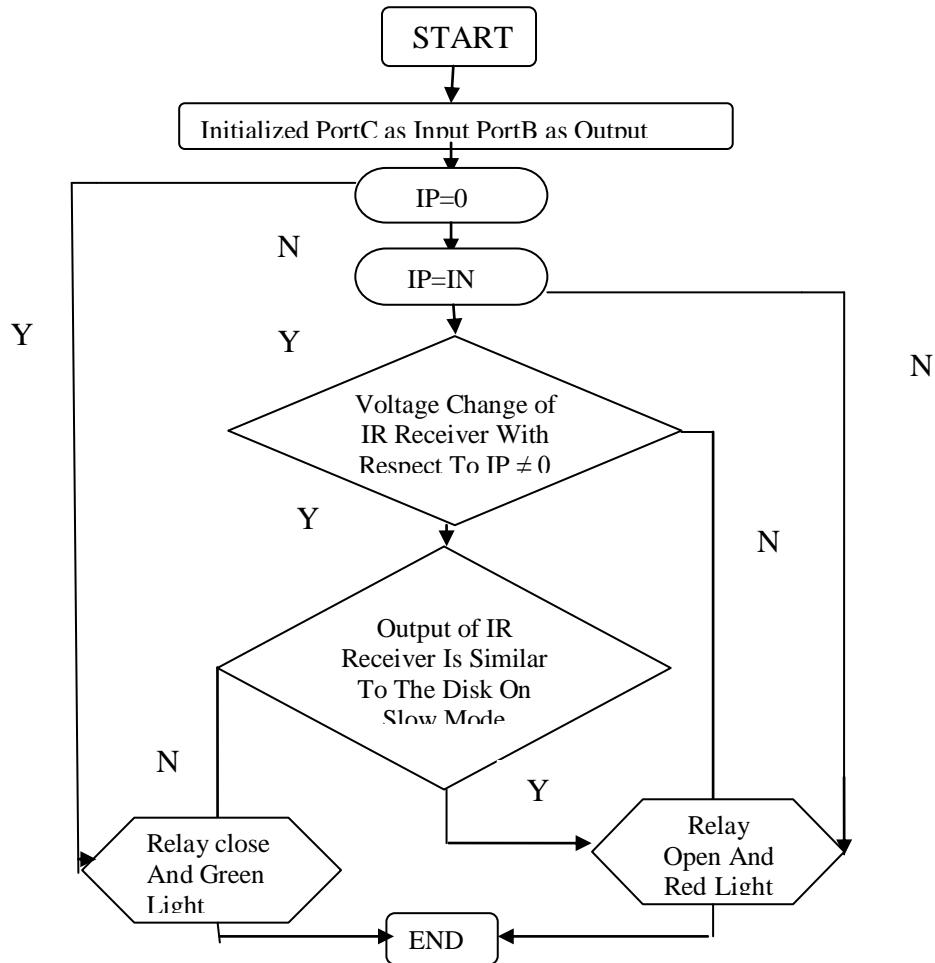 START
Initialized PortC as Input PortB as Output
IP=0
N
IP=IN
Y
Y
N
Voltage Change of
IR Receiver With
Respect To IP ≠ 0
Y
N
Output of IR
Receiver Is Similar
To The Disk On
Slow Mode
N
Y
Relay close
And Green
Light
Relay
Open And
Red Light
END